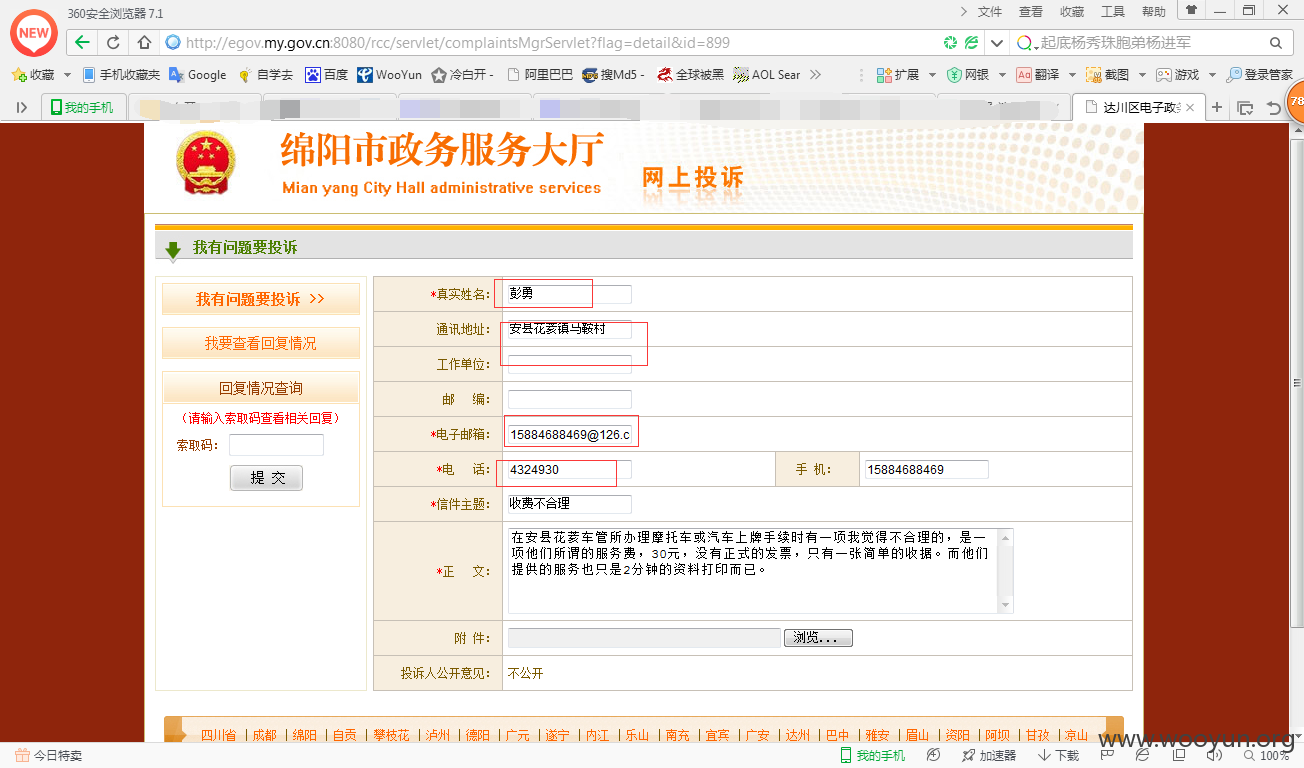 360安全浏览器 7.1
文件 查看 收藏 工具 帮助
NEW
http://egov.my.gov.cn:8080/rcc/servlet/complaintsMgrServlet?flag=detail&id=899
起底杨秀珠胞弟杨进军
收藏 手机收藏夹 Google 自学去 百度 WooYun 冷白开 - 阿里巴巴 搜Md5 - 全球被黑 AOL Sear 扩展 网银 翻译 截图 游戏 登录管家
我的手机
达川区电子政务
78
绵阳市政务服务大厅
Mian yang City Hall administrative services
网上投诉
我有问题要投诉
我有问题要投诉 >>
我要查看回复情况
回复情况查询
(请输入索取码查看相关回复)
索取码:
提 交
*真实姓名: 彭勇
通讯地址: 安县花荄镇马鞍村
工作单位:
邮 编:
*电子邮箱: 15884688469@126.c
*电 话: 4324930 手 机: 15884688469
*信件主题: 收费不合理
*正 文:
在安县花荄车管所办理摩托车或汽车上牌手续时有一项我觉得不合理的，是一
项他们所谓的服务费，30元，没有正式的发票，只有一张简单的收据。而他们
提供的服务也只是2分钟的资料打印而已。
附 件: 浏览...
投诉人公开意见: 不公开
四川省 | 成都 | 绵阳 | 自贡 | 攀枝花 | 泸州 | 德阳 | 广元 | 遂宁 | 内江 | 乐山 | 南充 | 宜宾 | 广安 | 达州 | 巴中 | 雅安 | 眉山 | 资阳 | 阿坝 | 甘孜 | 凉山
www.wooyun.org
今日特卖
我的手机 加速器 下载 100%